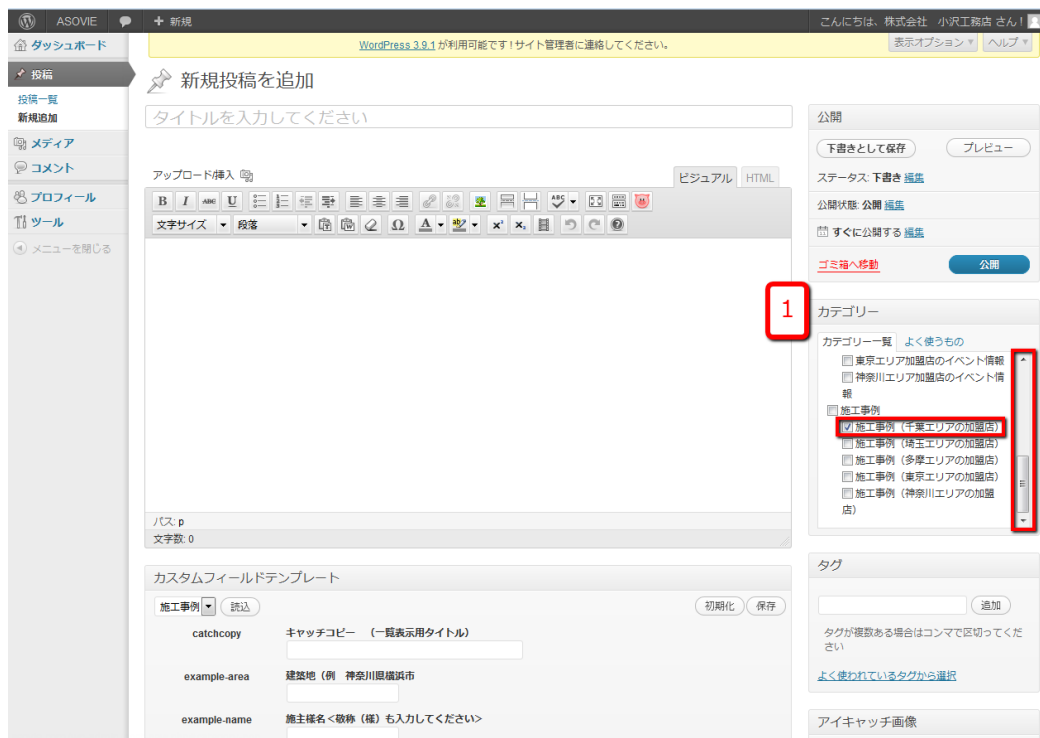 ASOVIE
+ 新規
こんにちは、株式会社 小沢工務店 さん！
ダッシュボード
WordPress 3.9.1 が利用可能です ! サイト管理者に連絡してください。
表示オプション
ヘルプ
投稿
投稿一覧
新規追加
メディア
コメント
プロフィール
ツール
メニューを閉じる
新規投稿を追加
タイトルを入力してください
アップロード/挿入
ビジュアル
HTML
B I ABC U
ABC
文字サイズ
段落
Ω A ab
パス: p
文字数: 0
カスタムフィールドテンプレート
施工事例
読込
初期化
保存
catchcopy
キャッチコピー （一覧表示用タイトル）
example-area
建築地（例 神奈川県横浜市
example-name
施主様名＜敬称（様）も入力してください＞
公開
下書きとして保存
プレビュー
ステータス: 下書き 編集
公開状態: 公開 編集
すぐに公開する 編集
ゴミ箱へ移動
公開
1
カテゴリー
カテゴリー一覧
よく使うもの
東京エリア加盟店のイベント情報
神奈川エリア加盟店のイベント情
報
施工事例
施工事例（千葉エリアの加盟店）
施工事例（埼玉エリアの加盟店）
施工事例（多摩エリアの加盟店）
施工事例（東京エリアの加盟店）
施工事例（神奈川エリアの加盟
店）
タグ
追加
タグが複数ある場合はコンマで区切ってくだ
さい
よく使われているタグから選択
アイキャッチ画像